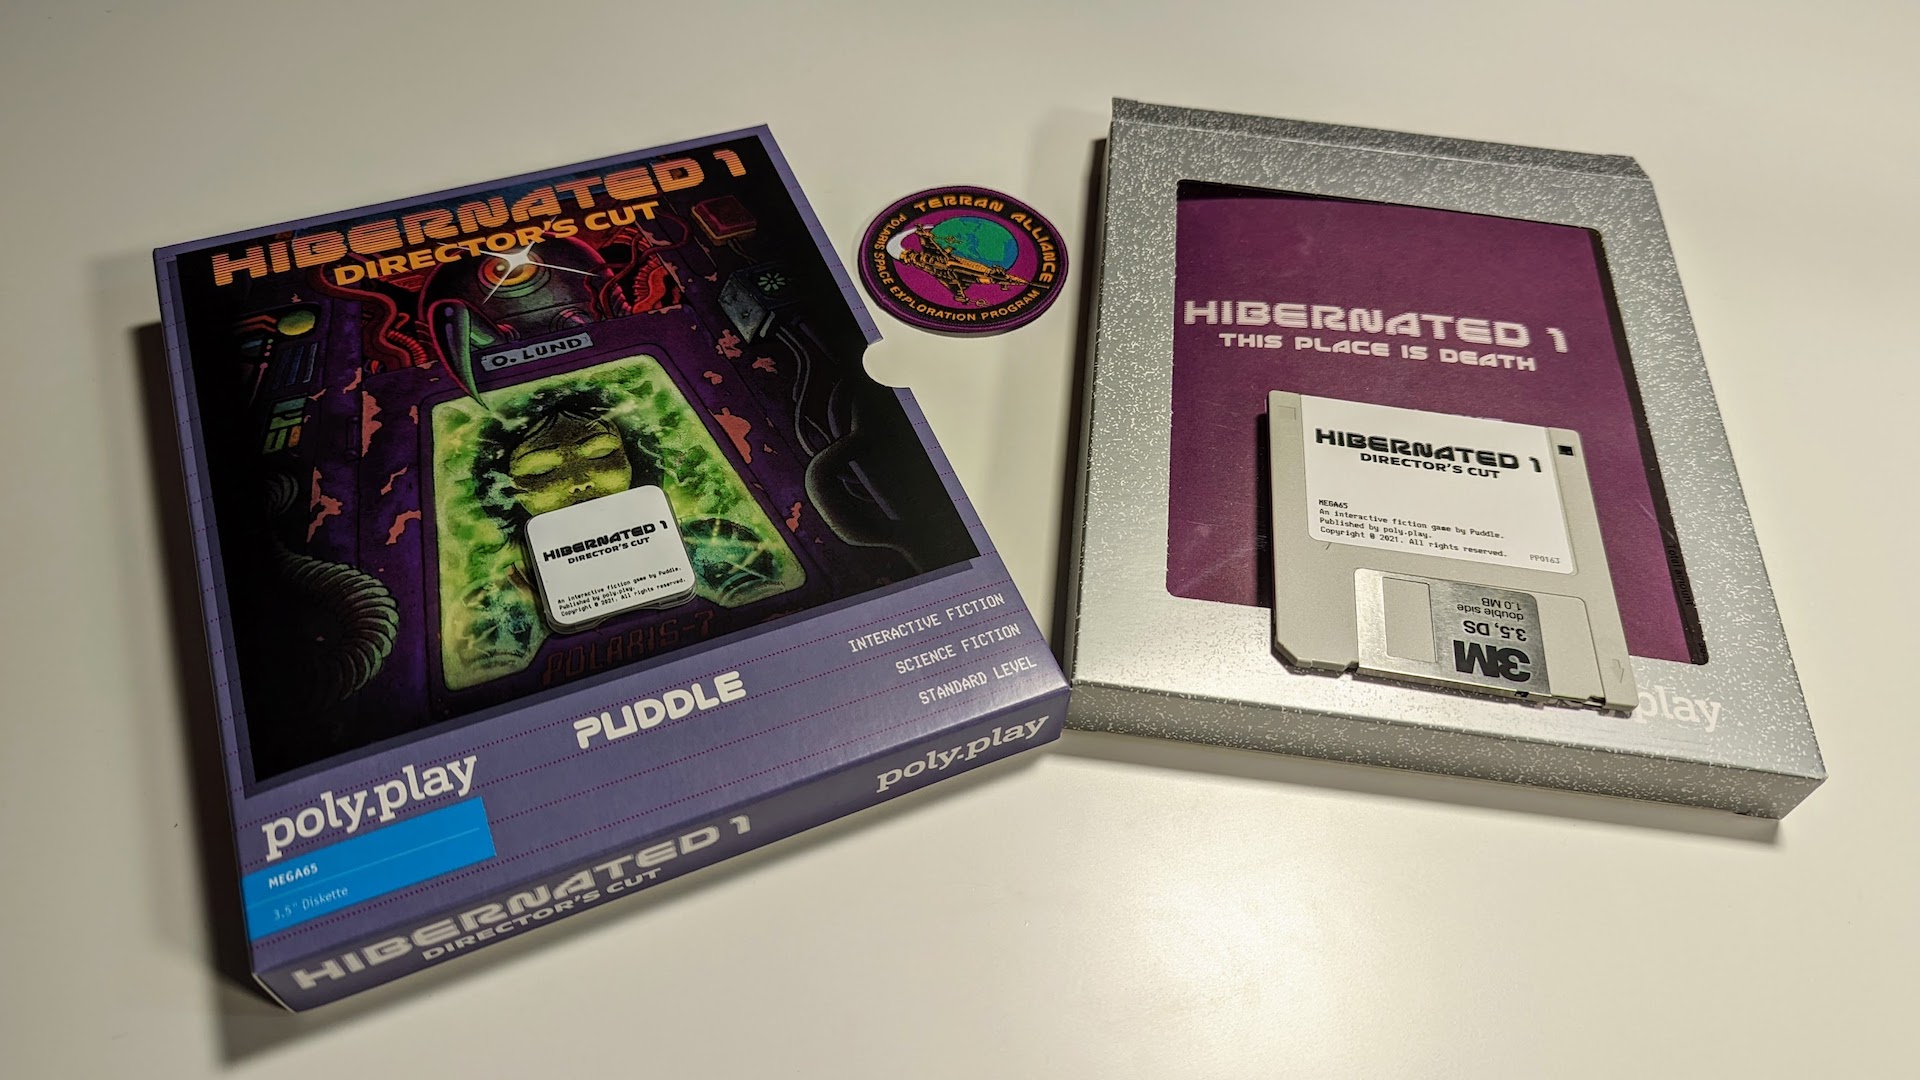 HIBERNATED 1
DIRECTOR'S CUT
O. LUND
HIBERNATED 1
DIRECTOR'S CUT
An interactive fiction game by Puddle.
Published by poly.play.
Copyright © 2021. All rights reserved.
POLARIS-7
INTERACTIVE FICTION
SCIENCE FICTION
STANDARD LEVEL
PUDDLE
poly.play
MEGA65
3.5" Diskette
HIBERNATED 1
DIRECTOR'S CUT
poly.play
TERRAN ALLIANCE
POLARIS SPACE EXPLORATION PROGRAM
HIBERNATED 1
THIS PLACE IS DEATH
HIBERNATED 1
DIRECTOR'S CUT
MEGA65
An interactive fiction game by Puddle.
Published by poly.play.
Copyright © 2021. All rights reserved.
PP0163
3M
3.5, DS
double side
1.0 MB
play